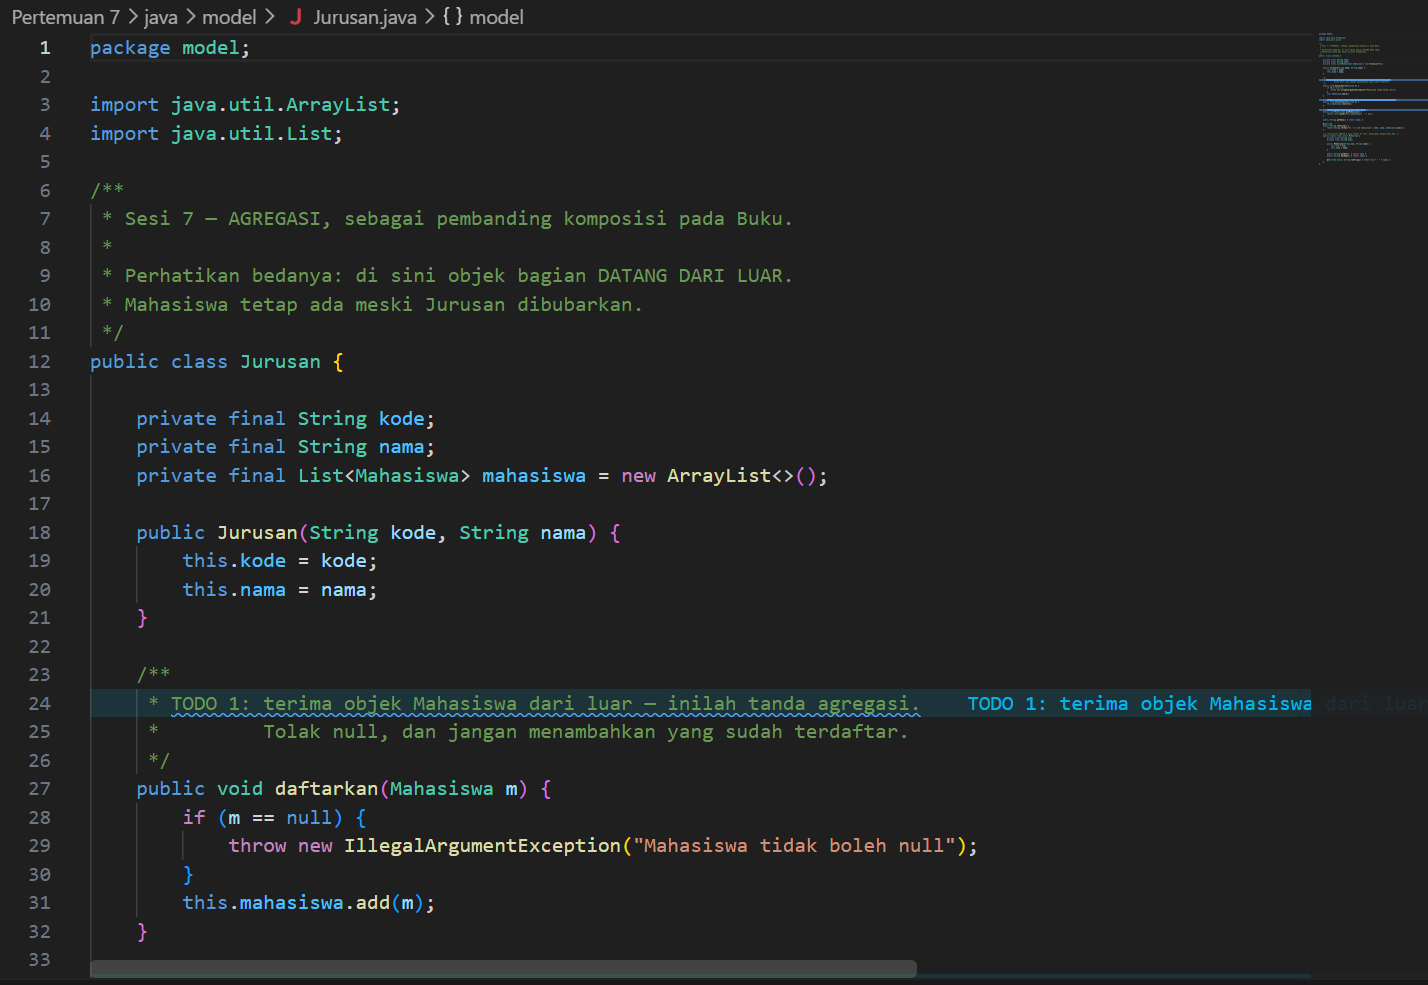 Pertemuan 7 > java > model > J Jurusan.java > {} model
1 package model;
2
3 import java.util.ArrayList;
4 import java.util.List;
5
6 /**
7  * Sesi 7 — AGREGASI, sebagai pembanding komposisi pada Buku.
8  *
9  * Perhatikan bedanya: di sini objek bagian DATANG DARI LUAR.
10  * Mahasiswa tetap ada meski Jurusan dibubarkan.
11  */
12 public class Jurusan {
13
14     private final String kode;
15     private final String nama;
16     private final List<Mahasiswa> mahasiswa = new ArrayList<>();
17
18     public Jurusan(String kode, String nama) {
19         this.kode = kode;
20         this.nama = nama;
21     }
22
23     /**
24      * TODO 1: terima objek Mahasiswa dari luar — inilah tanda agregasi.    TODO 1: terima objek Mahasiswa dari luar
25      *         Tolak null, dan jangan menambahkan yang sudah terdaftar.
26      */
27     public void daftarkan(Mahasiswa m) {
28         if (m == null) {
29             throw new IllegalArgumentException("Mahasiswa tidak boleh null");
30         }
31         this.mahasiswa.add(m);
32     }
33